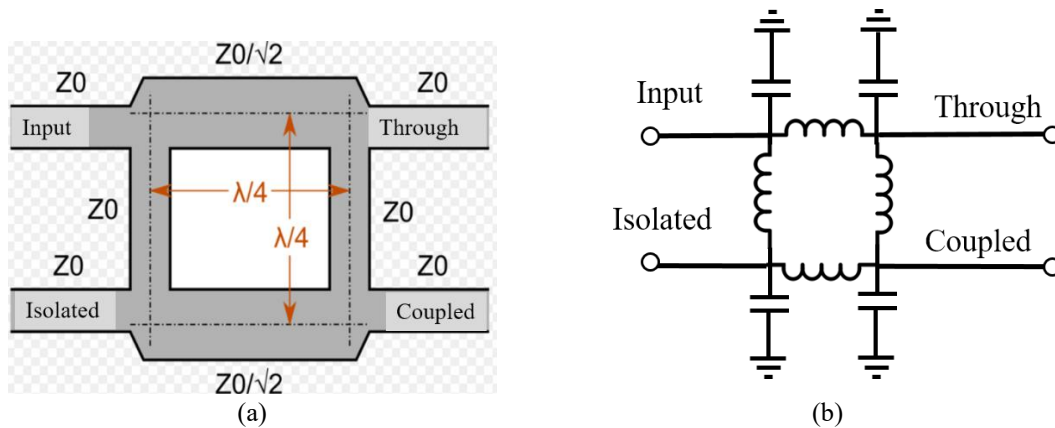 Z0/√2
Z0
Z0
Input
Through
λ/4
Z0
Z0
λ/4
Z0
Z0
Isolated
Coupled
Z0/√2
(a)
Input
Through
Isolated
Coupled
(b)